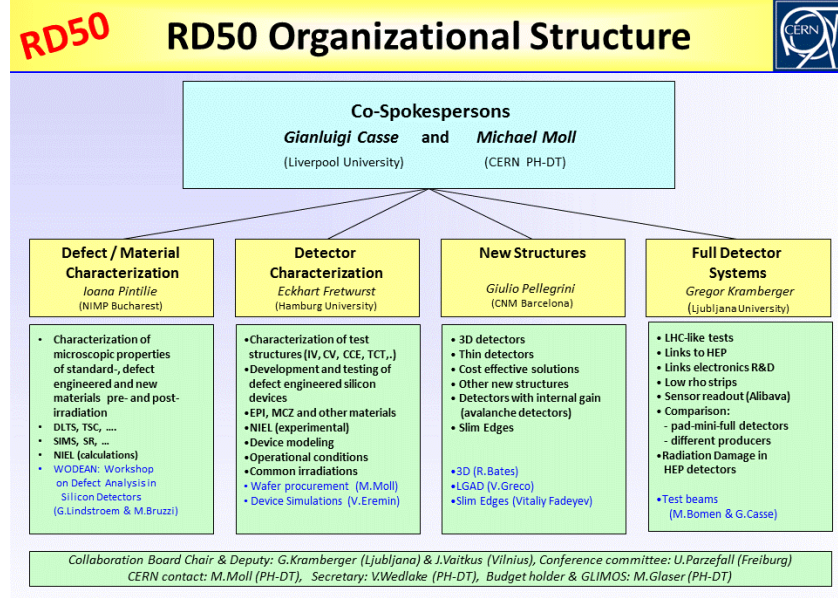 RD50
RD50 Organizational Structure
CERN
Co-Spokespersons
Gianluigi Casse and Michael Moll
(Liverpool University) (CERN PH-DT)
Defect / Material
Characterization
Ioana Pintilie
(NIMP Bucharest)
• Characterization of
microscopic properties
of standard-, defect
engineered and new
materials pre- and post-
irradiation
• DLTS, TSC, ....
• SIMS, SR, ...
• NIEL (calculations)
• WODEAN: Workshop
on Defect Analysis in
Silicon Detectors
(G.Lindstroem & M.Bruzzi)
Detector
Characterization
Eckhart Fretwurst
(Hamburg University)
•Characterization of test
structures (IV, CV, CCE, TCT,.)
•Development and testing of
defect engineered silicon
devices
•EPI, MCZ and other materials
•NIEL (experimental)
•Device modeling
•Operational conditions
•Common irradiations
• Wafer procurement (M.Moll)
• Device Simulations (V.Eremin)
New Structures
Giulio Pellegrini
(CNM Barcelona)
• 3D detectors
• Thin detectors
• Cost effective solutions
• Other new structures
• Detectors with internal gain
(avalanche detectors)
• Slim Edges
•3D (R.Bates)
•LGAD (V.Greco)
•Slim Edges (Vitaliy Fadeyev)
Full Detector
Systems
Gregor Kramberger
(Ljubljana University)
• LHC-like tests
• Links to HEP
• Links electronics R&D
• Low rho strips
• Sensor readout (Alibava)
• Comparison:
- pad-mini-full detectors
- different producers
•Radiation Damage in
HEP detectors
•Test beams
(M.Bomen & G.Casse)
Collaboration Board Chair & Deputy: G.Kramberger (Ljubljana) & J.Vaitkus (Vilnius), Conference committee: U.Parzefall (Freiburg)
CERN contact: M.Moll (PH-DT), Secretary: V.Wedlake (PH-DT), Budget holder & GLIMOS: M.Glaser (PH-DT)